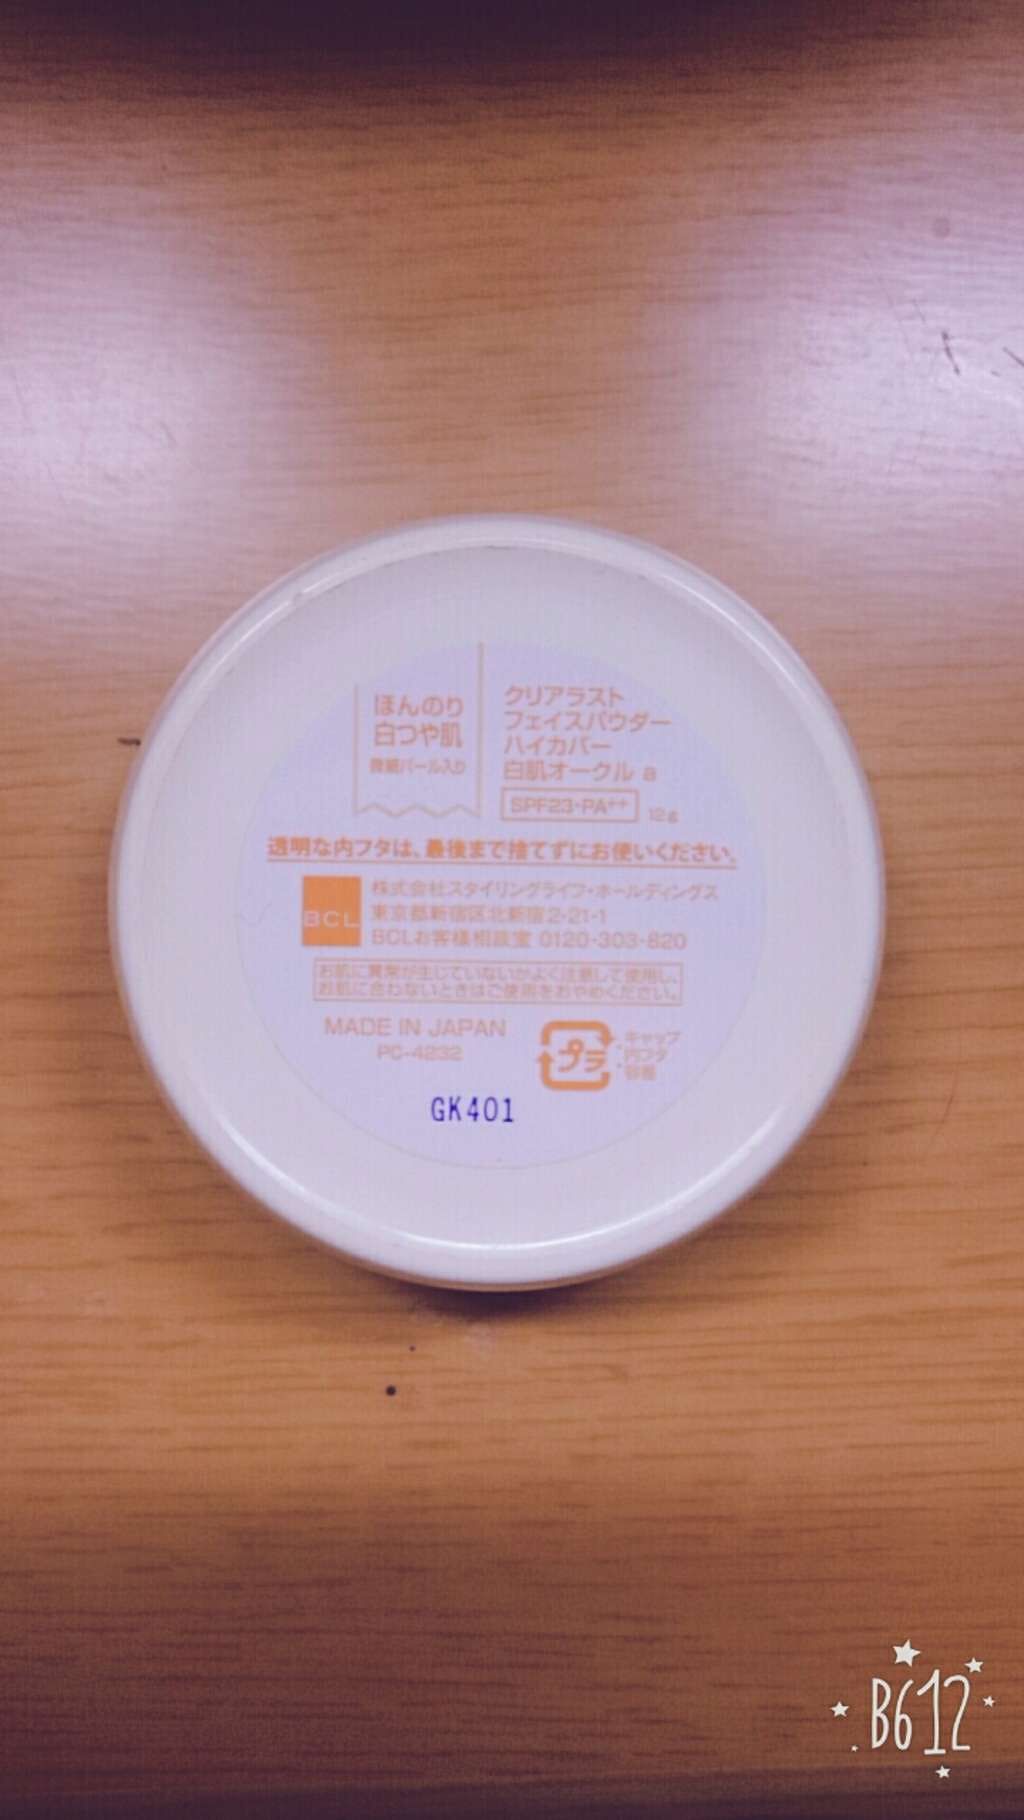 ほんのり
白つや肌
微細パール入り
クリアラスト
フェイスパウダー
ハイカバー
白肌オークル a
SPF23・PA++ 12g
透明な内フタは、最後まで捨てずにお使いください。
BCL
株式会社スタイリングライフ・ホールディングス
東京都新宿区北新宿2-21-1
BCLお客様相談室 0120-303-820
お肌に異常が生じていないかよく注意して使用し、
お肌に合わないときはご使用をおやめください。
MADE IN JAPAN
PC-4232
プラ
・キャップ
内フタ
・容器
GK401
B612